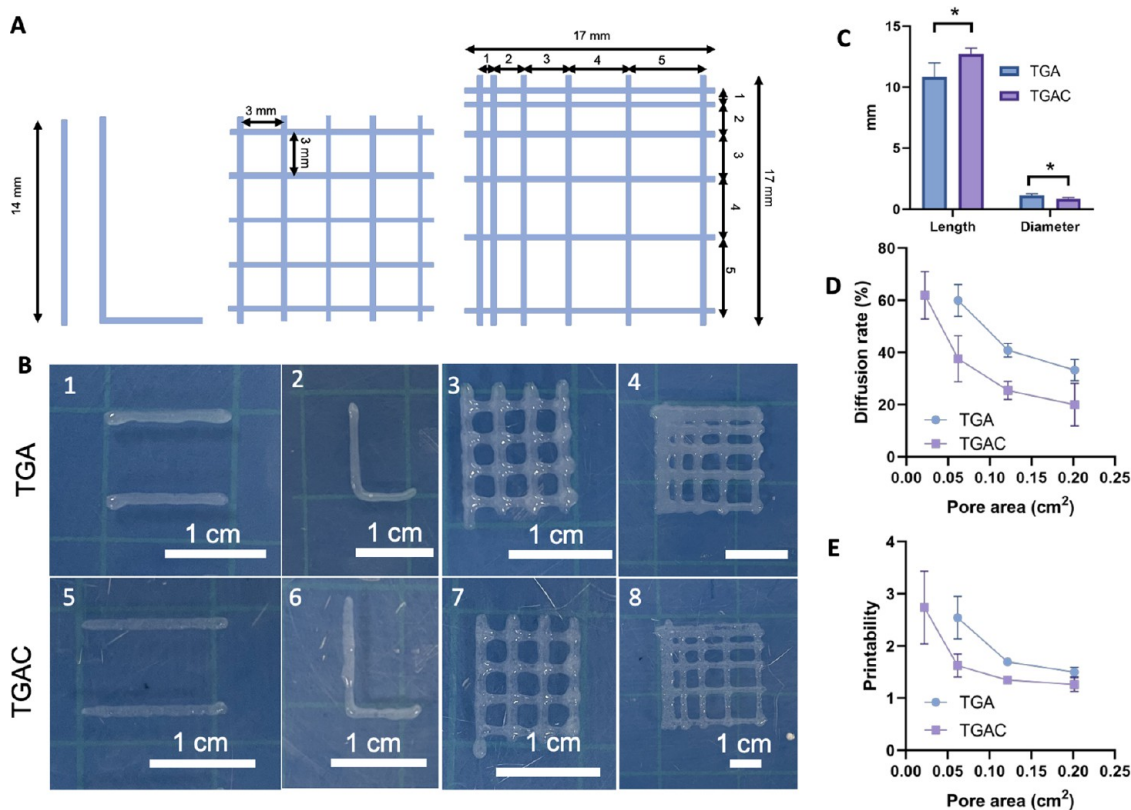 A
14 mm
3 mm
3 mm
17 mm
1 2 3 4 5
1
2
3
4
5
17 mm
B
TGA
1
1 cm
2
1 cm
3
1 cm
4
TGAC
5
1 cm
6
1 cm
7
1 cm
8
1 cm
C
*
*
TGA
TGAC
mm
15
10
5
0
Length Diameter
D
Diffusion rate (%)
80
60
40
20
0
TGA
TGAC
0.00 0.05 0.10 0.15 0.20 0.25
Pore area (cm²)
E
Printability
4
3
2
1
0
TGA
TGAC
0.00 0.05 0.10 0.15 0.20 0.25
Pore area (cm²)